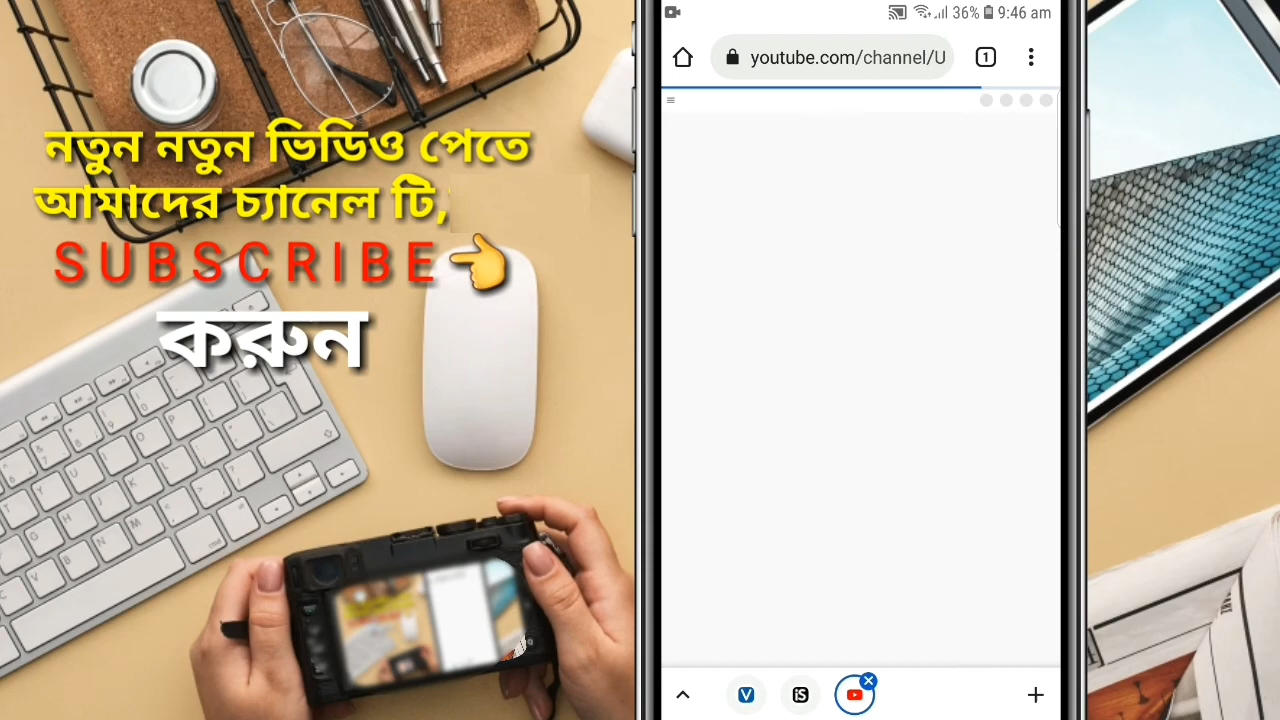 নতুন নতুন ভিডিও পেতে
আমাদের চ্যানেল টি,
SUBSCRIBE
করুন
36% 9:46 am
youtube.com/channel/U
1